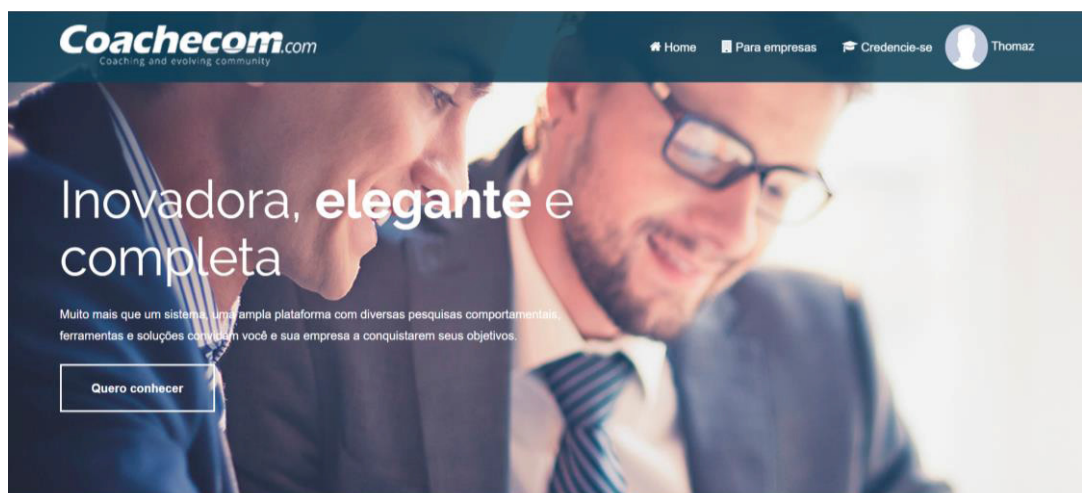 Coachecom.com
Coaching and evolving community
Home
Para empresas
Credencie-se
Thomaz
Inovadora, elegante e
completa
Muito mais que um sistema, uma ampla plataforma com diversas pesquisas comportamentais,
ferramentas e soluções convidam você e sua empresa a conquistarem seus objetivos.
Quero conhecer